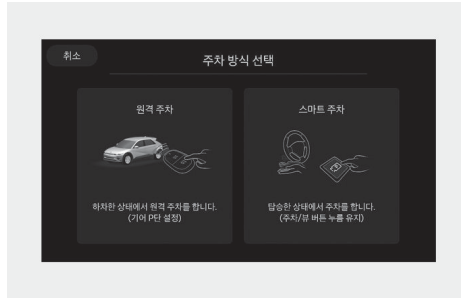 취소
주차 방식 선택
원격 주차
스마트 주차
하차한 상태에서 원격 주차를 합니다.
(기어 P단 설정)
탑승한 상태에서 주차를 합니다.
(주차/뷰 버튼 누름 유지)